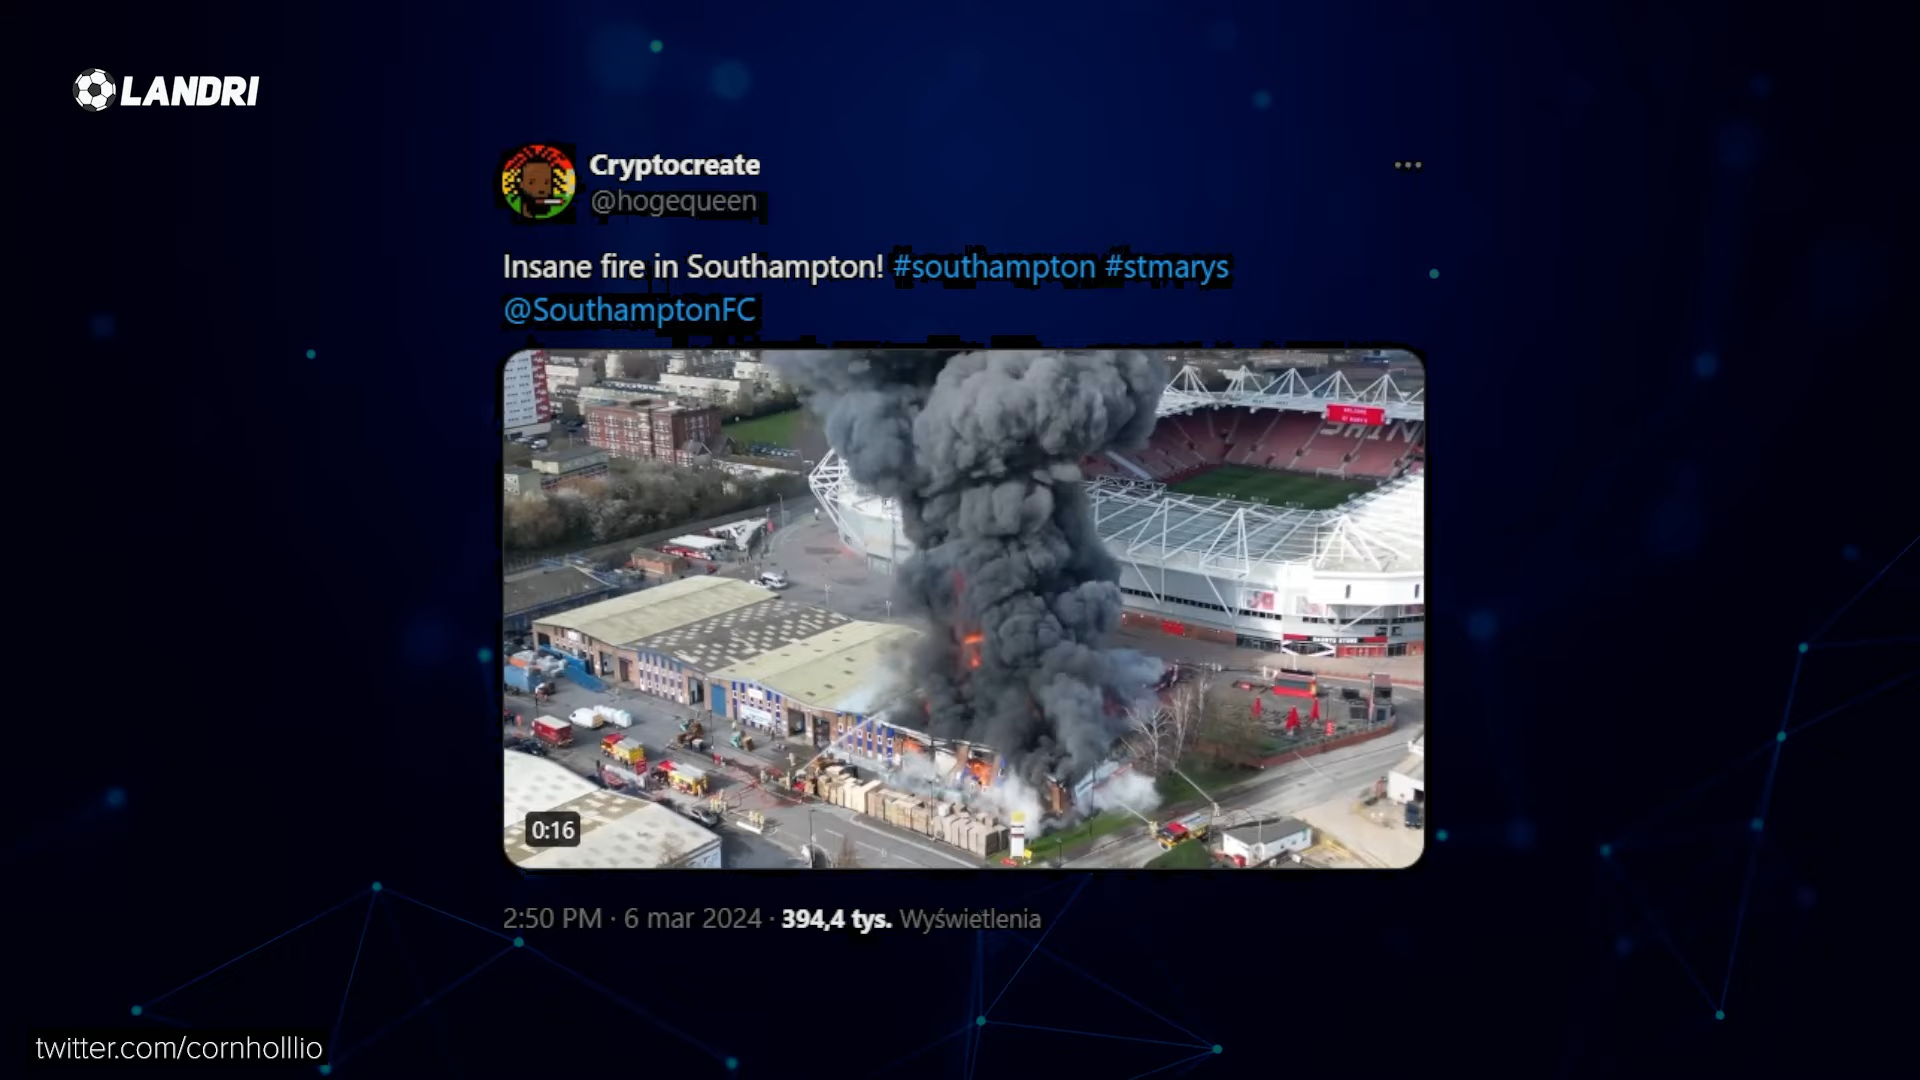 LANDRI
Cryptocreate
@hogequeen
Insane fire in Southampton! #southampton #stmarys
@SouthamptonFC
0:16
2:50 PM · 6 mar 2024 · 394,4 tys. Wyświetlenia
twitter.com/cornholllio